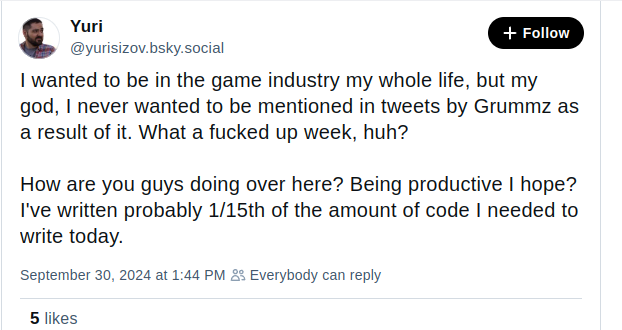 Yuri
@yurisizov.bsky.social
+ Follow
I wanted to be in the game industry my whole life, but my
god, I never wanted to be mentioned in tweets by Grummz as
a result of it. What a fucked up week, huh?
How are you guys doing over here? Being productive I hope?
I've written probably 1/15th of the amount of code I needed to
write today.
September 30, 2024 at 1:44 PM Everybody can reply
5 likes